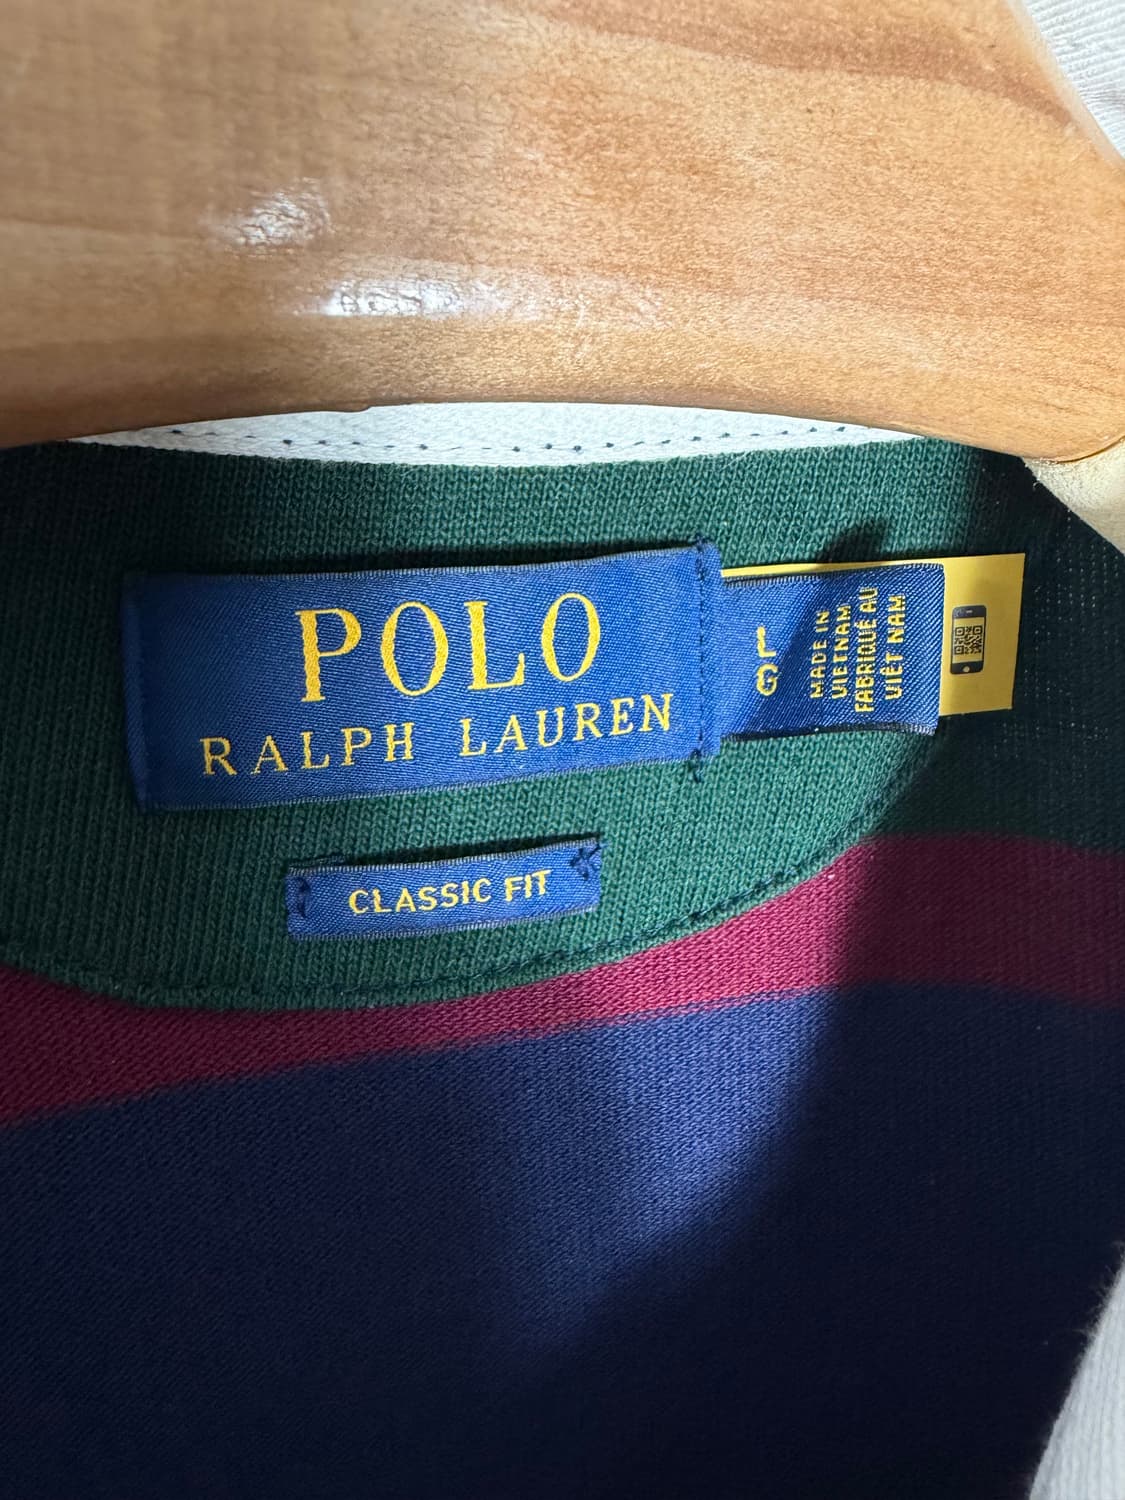 POLO
RALPH LAUREN
L
G
MADE IN
VIETNAM
FABRIQUÉ AU
VIÊT NAM
CLASSIC FIT